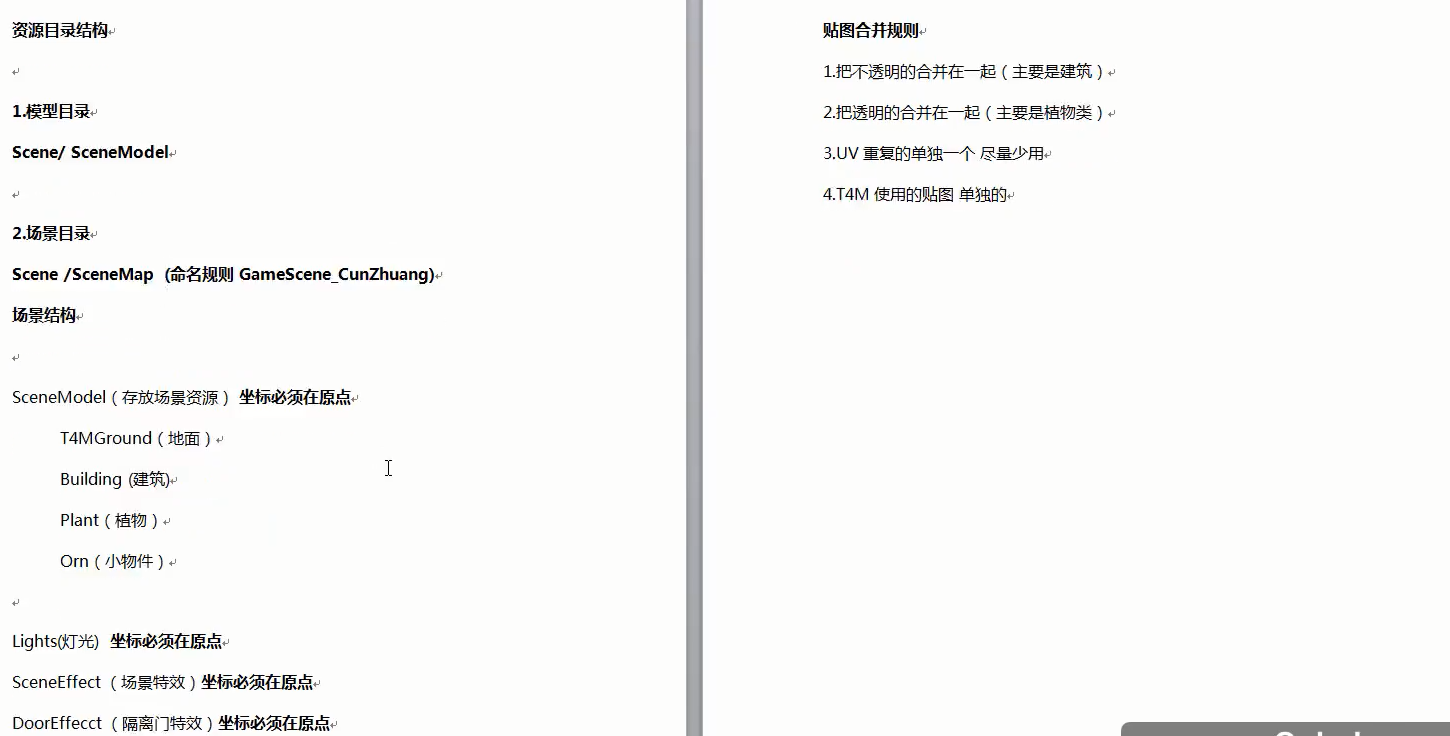 资源目录结构
1.模型目录
Scene/ SceneModel
2.场景目录
Scene /SceneMap (命名规则 GameScene_CunZhuang)
场景结构
SceneModel（存放场景资源） 坐标必须在原点
T4MGround（地面）
Building (建筑)
Plant（植物）
Orn（小物件）
Lights(灯光) 坐标必须在原点
SceneEffect （场景特效）坐标必须在原点
DoorEffecct （隔离门特效）坐标必须在原点
贴图合并规则
1.把不透明的合并在一起（主要是建筑）
2.把透明的合并在一起（主要是植物类）
3.UV 重复的单独一个 尽量少用
4.T4M 使用的贴图 单独的